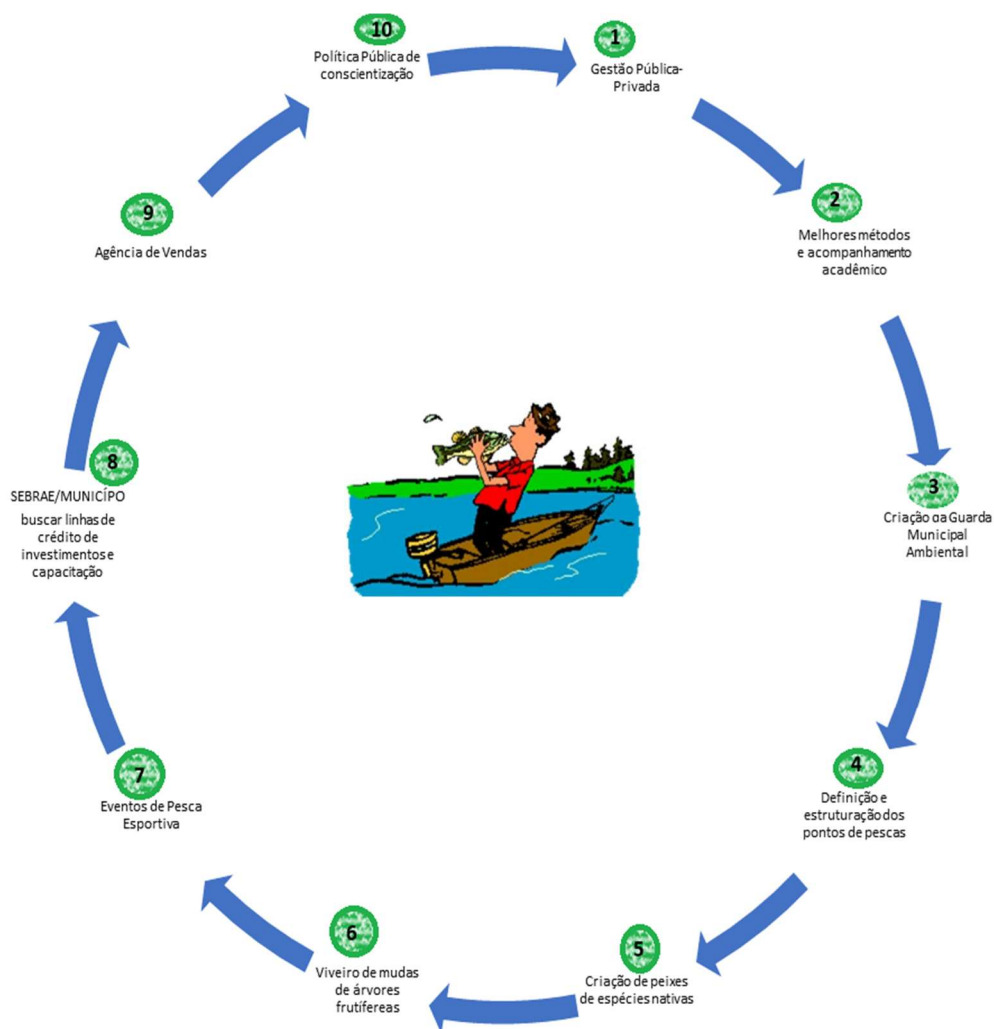 1
Gestão Pública-
Privada
2
Melhores métodos
e acompanhamento
acadêmico
3
Criação da Guarda
Municipal
Ambiental
4
Definição e
estruturação dos
pontos de pescas
5
Criação de peixes
de espécies nativas
6
Viveiro de mudas
de árvores
frutífereas
7
Eventos de Pesca
Esportiva
8
SEBRAE/MUNICÍPO
buscar linhas de
crédito de
investimentos e
capacitação
9
Agência de Vendas
10
Política Pública de
conscientização